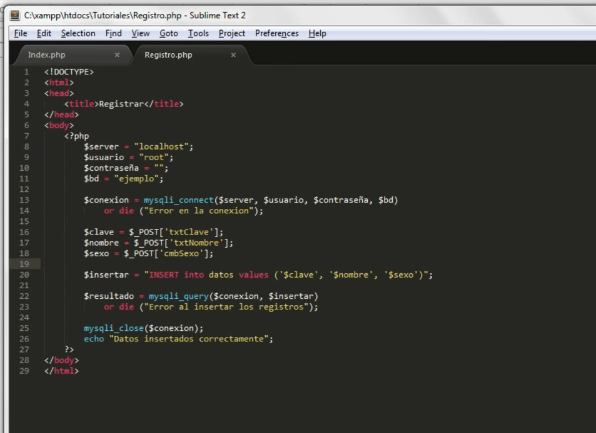 C:\xampp\htdocs\Tutoriales\Registro.php - Sublime Text 2
File Edit Selection Find View Goto Tools Project Preferences Help
Index.php × Registro.php ×
1 <!DOCTYPE>
2 <html>
3 <head>
4 <title>Registrar</title>
5 </head>
6 <body>
7 <?php
8 $server = "localhost";
9 $usuario = "root";
10 $contraseña = "";
11 $bd = "ejemplo";
12
13 $conexion = mysqli_connect($server, $usuario, $contraseña, $bd)
14 or die ("Error en la conexion");
15
16 $clave = $_POST['txtClave'];
17 $nombre = $_POST['txtNombre'];
18 $sexo = $_POST['cmbSexo'];
19
20 $insertar = "INSERT into datos values ('$clave', '$nombre', '$sexo')";
21
22 $resultado = mysqli_query($conexion, $insertar)
23 or die ("Error al insertar los registros");
24
25 mysqli_close($conexion);
26 echo "Datos insertados correctamente";
27 ?>
28 </body>
29 </html>